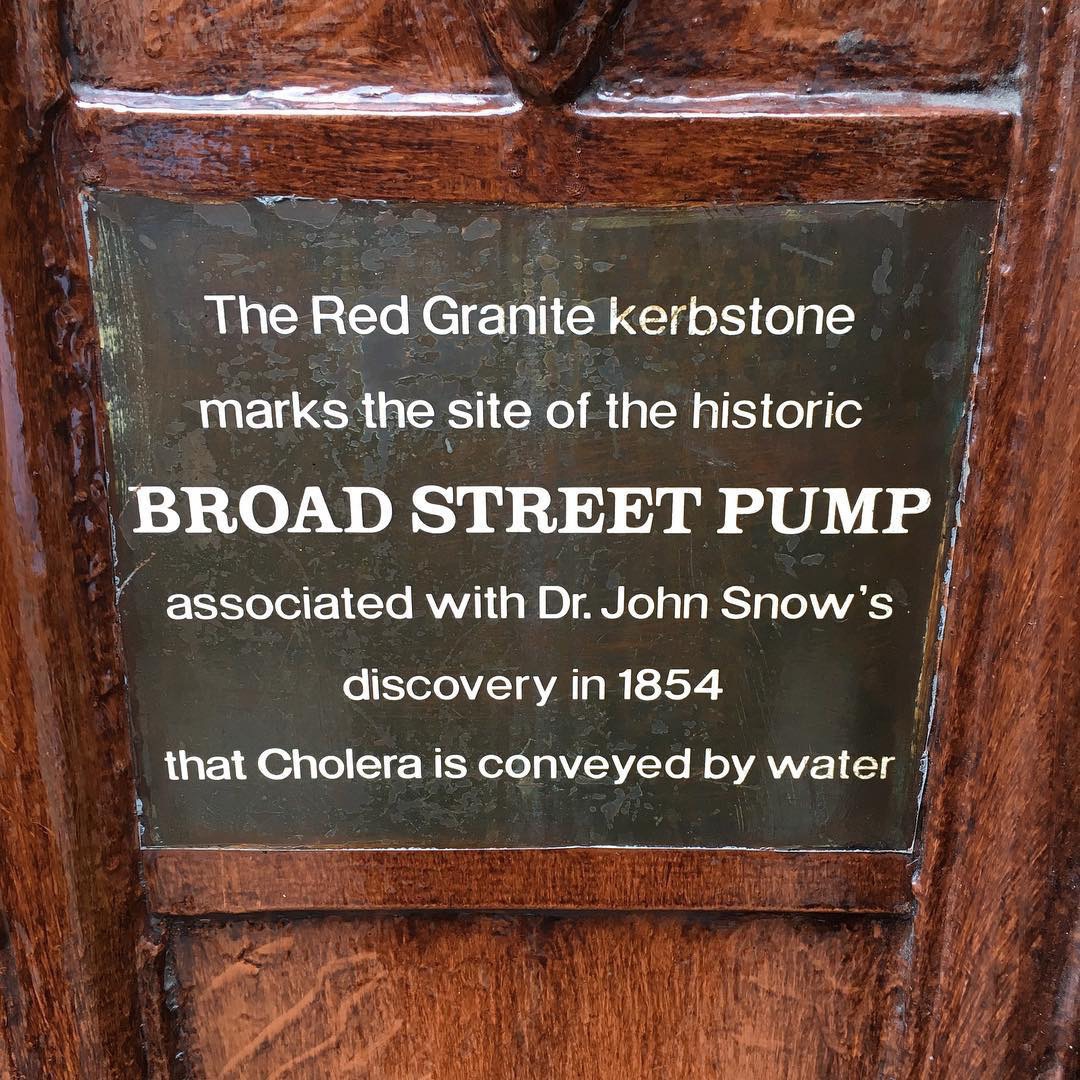 The Red Granite kerbstone
marks the site of the historic
BROAD STREET PUMP
associated with Dr. John Snow's
discovery in 1854
that Cholera is conveyed by water